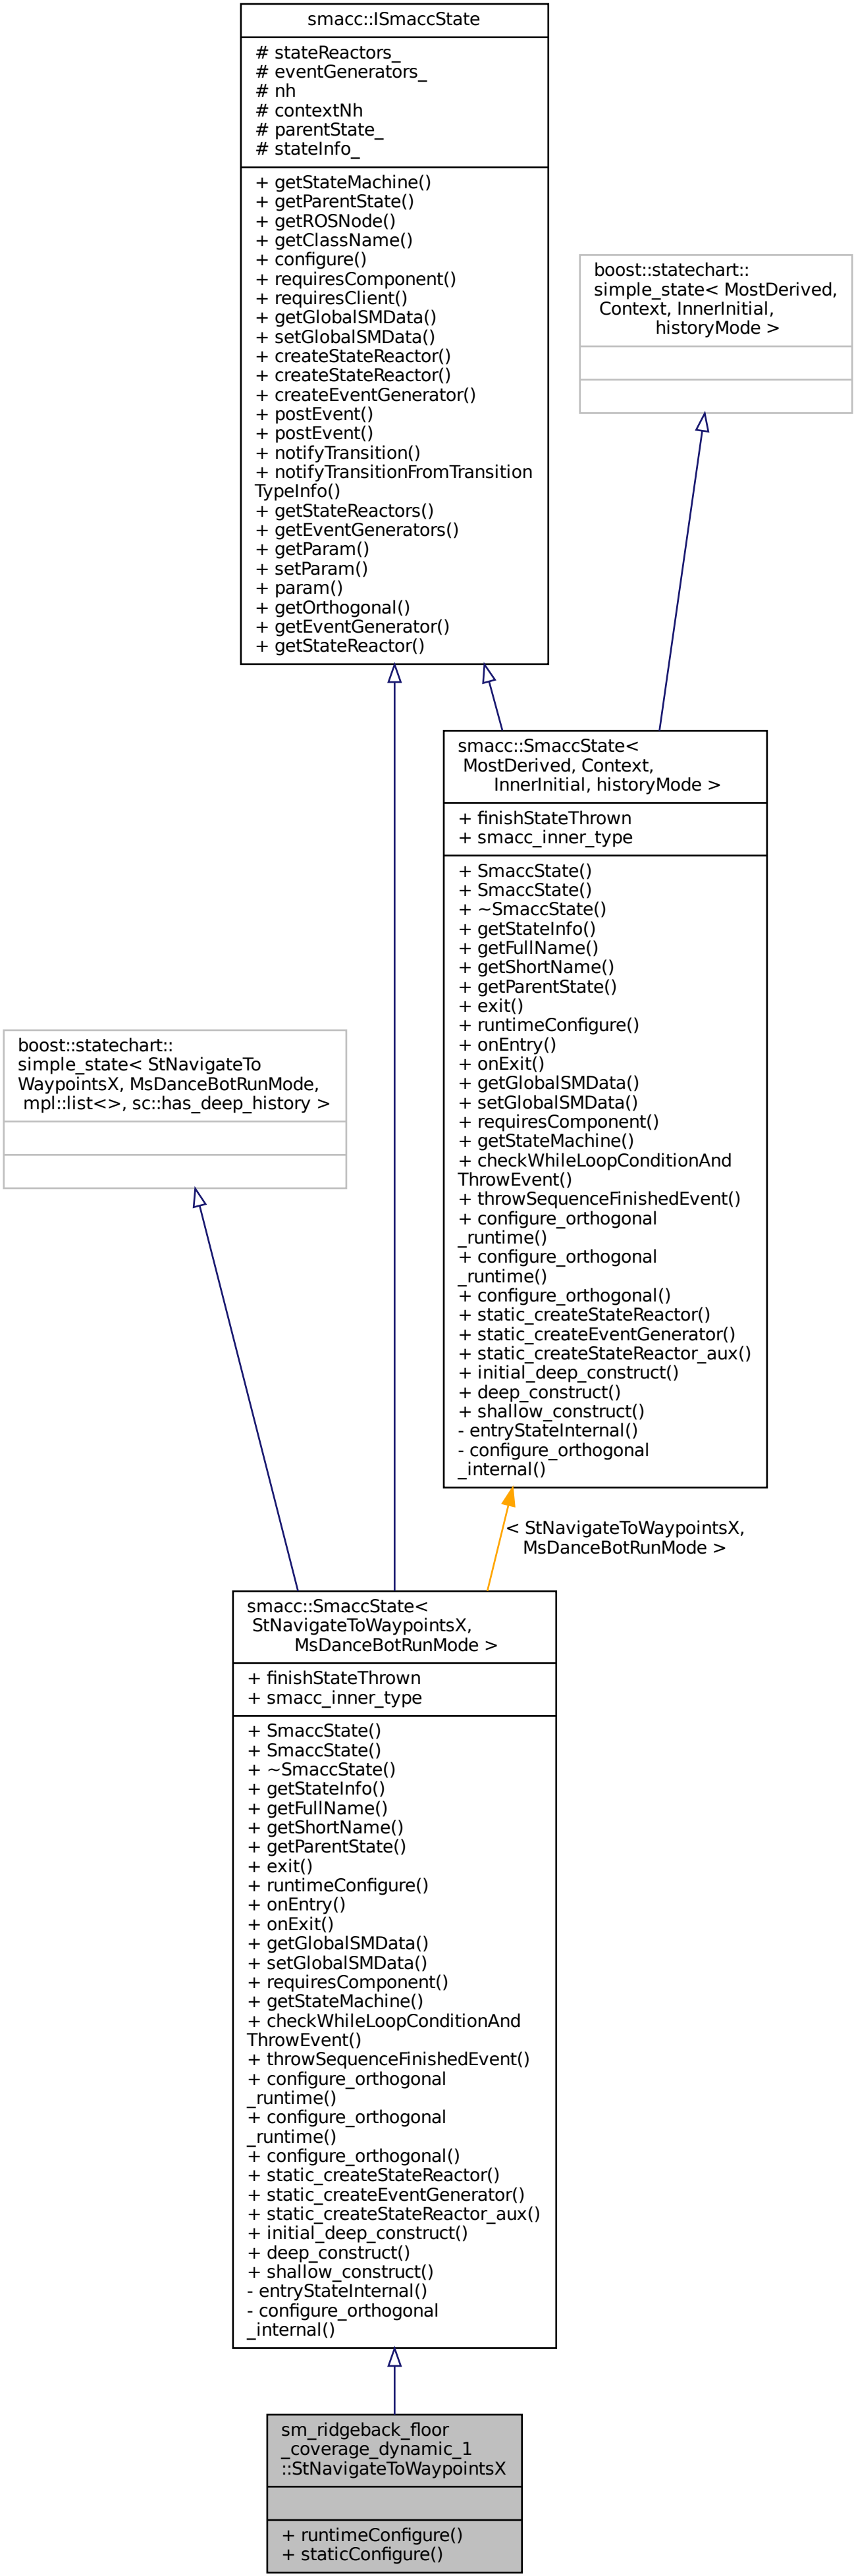 smacc::ISmaccState
# stateReactors_
# eventGenerators_
# nh
# contextNh
# parentState_
# stateInfo_
+ getStateMachine()
+ getParentState()
+ getROSNode()
+ getClassName()
+ configure()
+ requiresComponent()
+ requiresClient()
+ getGlobalSMData()
+ setGlobalSMData()
+ createStateReactor()
+ createStateReactor()
+ createEventGenerator()
+ postEvent()
+ postEvent()
+ notifyTransition()
+ notifyTransitionFromTransition
TypeInfo()
+ getStateReactors()
+ getEventGenerators()
+ getParam()
+ setParam()
+ param()
+ getOrthogonal()
+ getEventGenerator()
+ getStateReactor()
boost::statechart::
simple_state< MostDerived,
Context, InnerInitial,
historyMode >
smacc::SmaccState<
MostDerived, Context,
InnerInitial, historyMode >
+ finishStateThrown
+ smacc_inner_type
+ SmaccState()
+ SmaccState()
+ ~SmaccState()
+ getStateInfo()
+ getFullName()
+ getShortName()
+ getParentState()
+ exit()
+ runtimeConfigure()
+ onEntry()
+ onExit()
+ getGlobalSMData()
+ setGlobalSMData()
+ requiresComponent()
+ getStateMachine()
+ checkWhileLoopConditionAnd
ThrowEvent()
+ throwSequenceFinishedEvent()
+ configure_orthogonal
_runtime()
+ configure_orthogonal
_runtime()
+ configure_orthogonal()
+ static_createStateReactor()
+ static_createEventGenerator()
+ static_createStateReactor_aux()
+ initial_deep_construct()
+ deep_construct()
+ shallow_construct()
- entryStateInternal()
- configure_orthogonal
_internal()
boost::statechart::
simple_state< StNavigateTo
WaypointsX, MsDanceBotRunMode,
mpl::list<>, sc::has_deep_history >
< StNavigateToWaypointsX,
MsDanceBotRunMode >
smacc::SmaccState<
StNavigateToWaypointsX,
MsDanceBotRunMode >
+ finishStateThrown
+ smacc_inner_type
+ SmaccState()
+ SmaccState()
+ ~SmaccState()
+ getStateInfo()
+ getFullName()
+ getShortName()
+ getParentState()
+ exit()
+ runtimeConfigure()
+ onEntry()
+ onExit()
+ getGlobalSMData()
+ setGlobalSMData()
+ requiresComponent()
+ getStateMachine()
+ checkWhileLoopConditionAnd
ThrowEvent()
+ throwSequenceFinishedEvent()
+ configure_orthogonal
_runtime()
+ configure_orthogonal
_runtime()
+ configure_orthogonal()
+ static_createStateReactor()
+ static_createEventGenerator()
+ static_createStateReactor_aux()
+ initial_deep_construct()
+ deep_construct()
+ shallow_construct()
- entryStateInternal()
- configure_orthogonal
_internal()
sm_ridgeback_floor
_coverage_dynamic_1
::StNavigateToWaypointsX
+ runtimeConfigure()
+ staticConfigure()